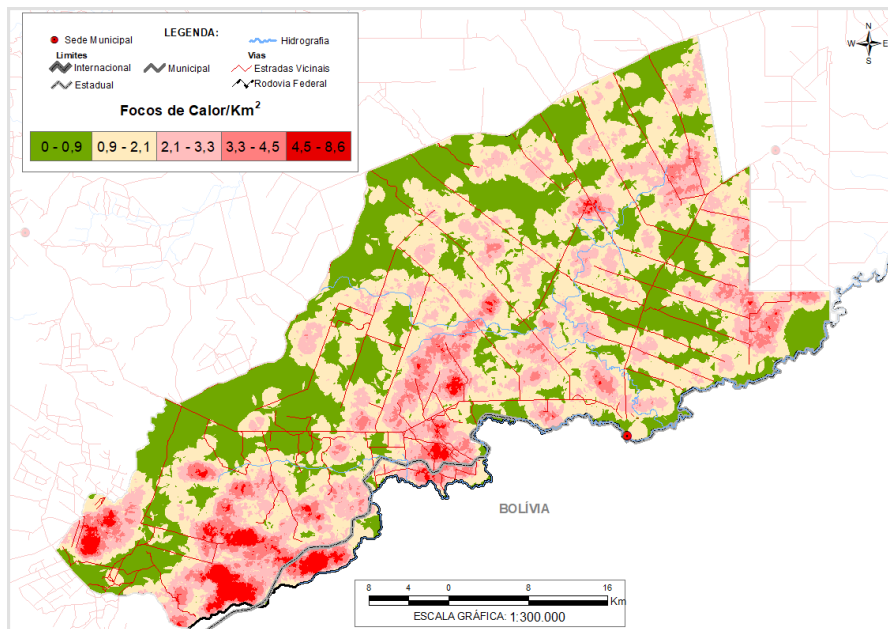 LEGENDA:
Sede Municipal
Hidrografia
Limites
Vias
Internacional
Municipal
Estradas Vicinais
Estadual
Rodovia Federal
Focos de Calor/Km²
0 - 0,9 0,9 - 2,1 2,1 - 3,3 3,3 - 4,5 4,5 - 8,6
N
W E
S
BOLÍVIA
8 4 0 8 16
Km
ESCALA GRÁFICA: 1:300.000